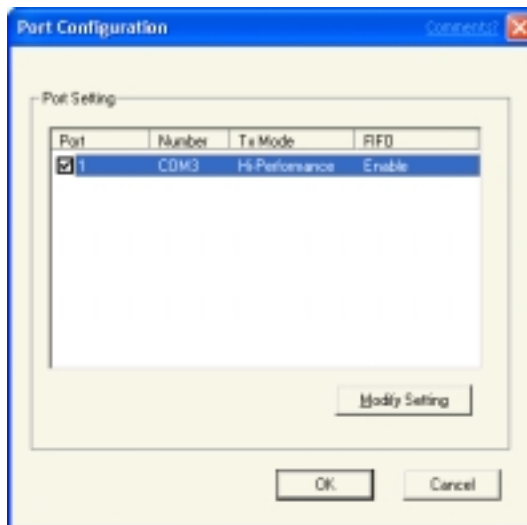 Port Configuration Comments?
Port Setting
Port Number Tx Mode FIFO
1 COM3 Hi-Performance Enable
Modify Setting
OK Cancel